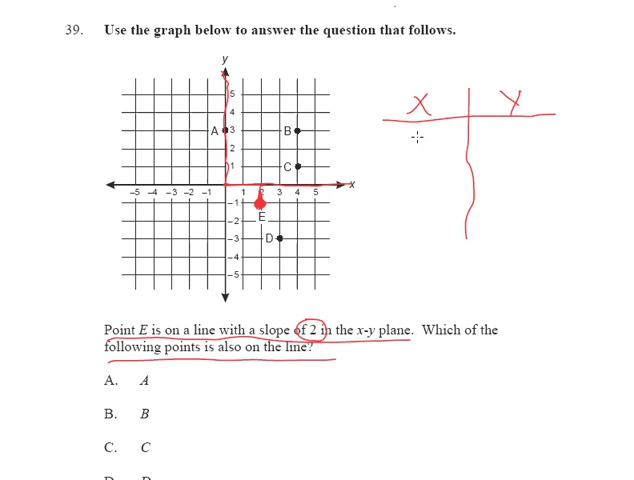 39. Use the graph below to answer the question that follows.
y
X Y
5
4
A 3 B
2
1 C
x
-5 -4 -3 -2 -1 1 2 3 4 5
-1
-2 E
-3 D
-4
-5
Point E is on a line with a slope of 2 in the x-y plane. Which of the
following points is also on the line?
A. A
B. B
C. C